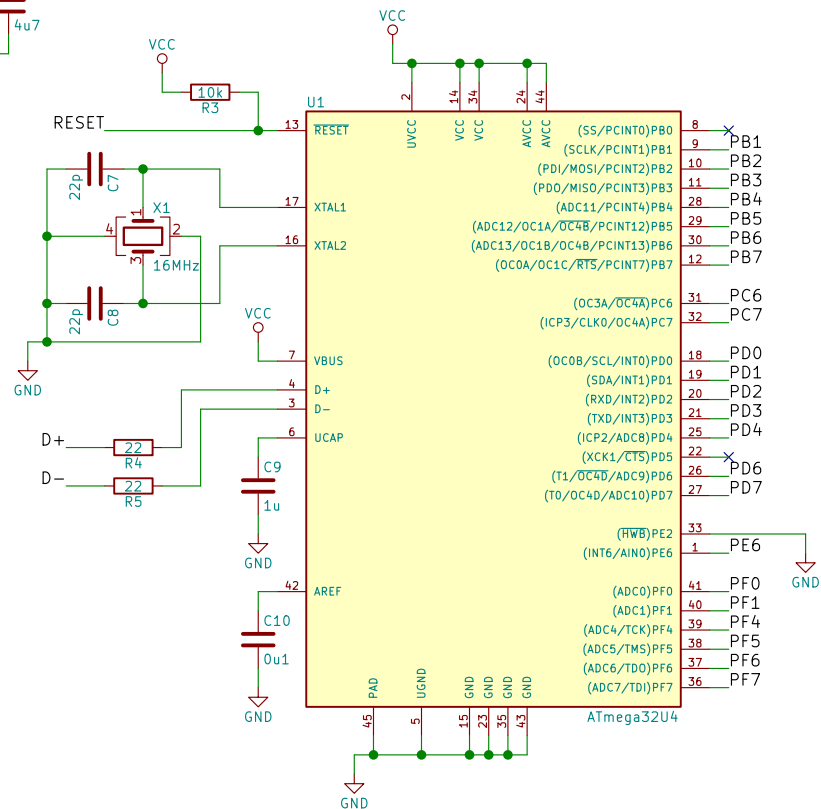 4u7
VCC
VCC
10k
R3
U1
RESET
13
RESET
2
UVCC
14
VCC
34
VCC
24
AVCC
44
AVCC
22p
C7
17
XTAL1
X1
1
4
2
3
16MHz
16
XTAL2
22p
C8
GND
VCC
7
VBUS
4
D+
3
D-
D+
22
R4
D-
22
R5
6
UCAP
C9
1u
GND
42
AREF
C10
0u1
GND
(SS/PCINT0)PB0
8
(SCLK/PCINT1)PB1
9
PB1
(PDI/MOSI/PCINT2)PB2
10
PB2
(PDO/MISO/PCINT3)PB3
11
PB3
(ADC11/PCINT4)PB4
28
PB4
(ADC12/OC1A/OC4B/PCINT12)PB5
29
PB5
(ADC13/OC1B/OC4B/PCINT13)PB6
30
PB6
(OC0A/OC1C/RTS/PCINT7)PB7
12
PB7
(OC3A/OC4A)PC6
31
PC6
(ICP3/CLK0/OC4A)PC7
32
PC7
(OC0B/SCL/INT0)PD0
18
PD0
(SDA/INT1)PD1
19
PD1
(RXD/INT2)PD2
20
PD2
(TXD/INT3)PD3
21
PD3
(ICP2/ADC8)PD4
25
PD4
(XCK1/CTS)PD5
22
(T1/OC4D/ADC9)PD6
26
PD6
(T0/OC4D/ADC10)PD7
27
PD7
(HWB)PE2
33
GND
(INT6/AIN0)PE6
1
PE6
(ADC0)PF0
41
PF0
(ADC1)PF1
40
PF1
(ADC4/TCK)PF4
39
PF4
(ADC5/TMS)PF5
38
PF5
(ADC6/TDO)PF6
37
PF6
(ADC7/TDI)PF7
36
PF7
PAD
45
UGND
5
GND
15
GND
23
GND
35
GND
43
ATmega32U4
GND